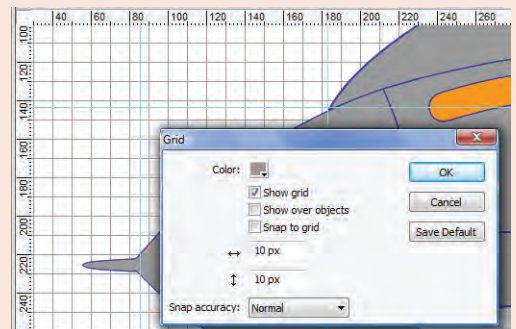 40 60 80 100 120 140 160 180 200 220 240 260
100
120
140
160
180
200
220
240
Grid
Color:
OK
Show grid
Cancel
Show over objects
Snap to grid
Save Default
10 px
10 px
Snap accuracy: Normal